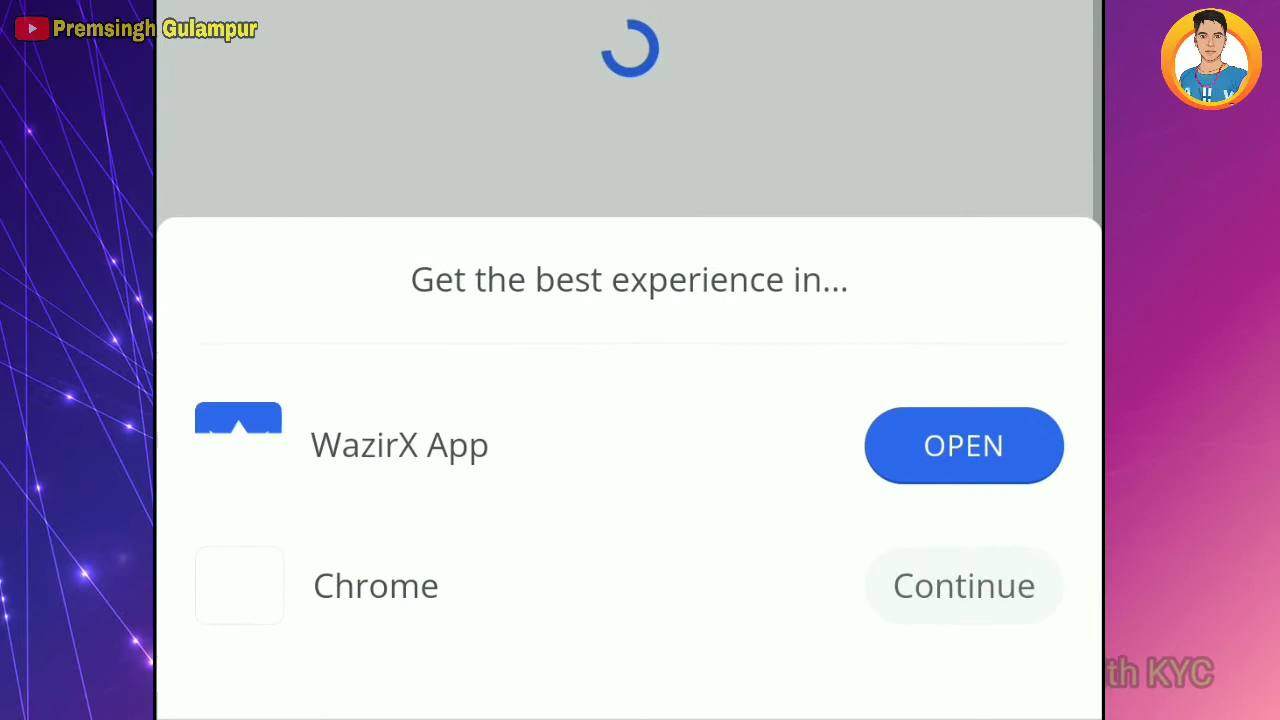 Premsingh Gulampur
Get the best experience in...
WazirX App
OPEN
Chrome
Continue
th KYC